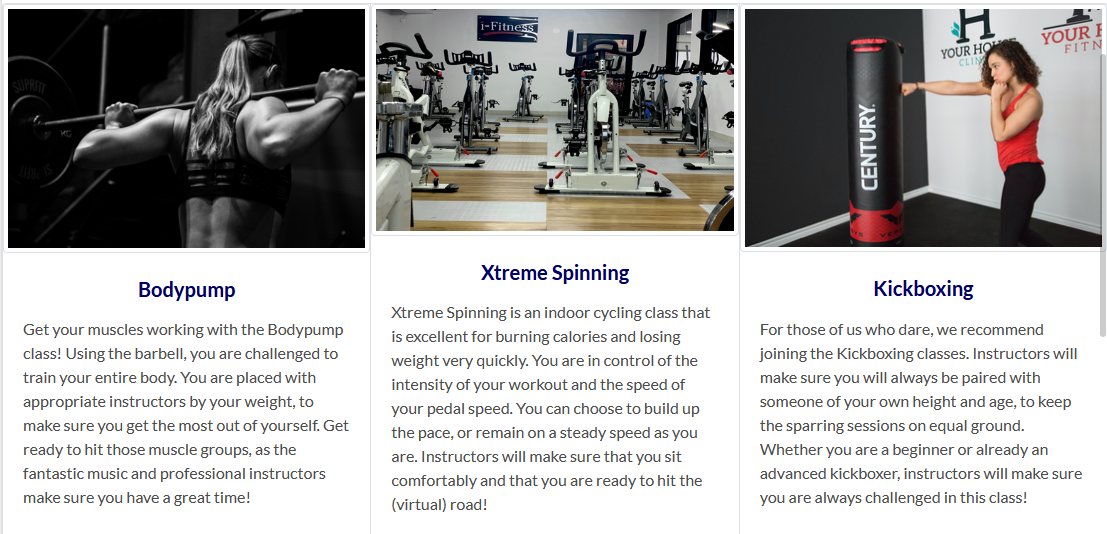 SUPRFIT
KG
i-Fitness
YOUR HOUSE
CLIN
YOUR H
FITN
CENTURY.
Bodypump
Get your muscles working with the Bodypump
class! Using the barbell, you are challenged to
train your entire body. You are placed with
appropriate instructors by your weight, to
make sure you get the most out of yourself. Get
ready to hit those muscle groups, as the
fantastic music and professional instructors
make sure you have a great time!
Xtreme Spinning
Xtreme Spinning is an indoor cycling class that
is excellent for burning calories and losing
weight very quickly. You are in control of the
intensity of your workout and the speed of
your pedal speed. You can choose to build up
the pace, or remain on a steady speed as you
are. Instructors will make sure that you sit
comfortably and that you are ready to hit the
(virtual) road!
Kickboxing
For those of us who dare, we recommend
joining the Kickboxing classes. Instructors will
make sure you will always be paired with
someone of your own height and age, to keep
the sparring sessions on equal ground.
Whether you are a beginner or already an
advanced kickboxer, instructors will make sure
you are always challenged in this class!